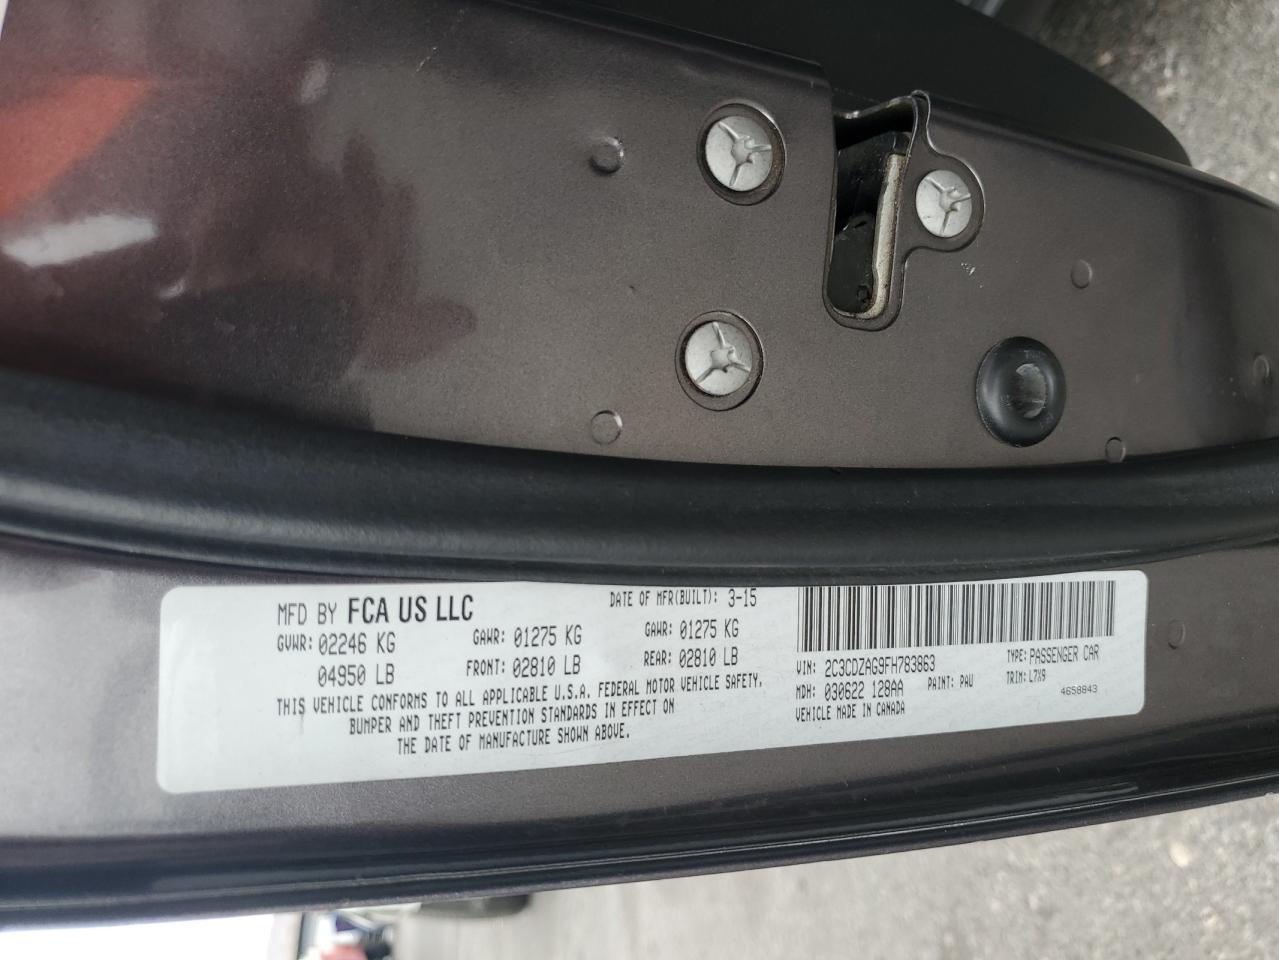 MFD BY FCA US LLC DATE OF MFR(BUILT): 3-15
GVWR: 02246 KG GAWR: 01275 KG GAWR: 01275 KG
04950 LB FRONT: 02810 LB REAR: 02810 LB
THIS VEHICLE CONFORMS TO ALL APPLICABLE U.S.A. FEDERAL MOTOR VEHICLE SAFETY,
BUMPER AND THEFT PREVENTION STANDARDS IN EFFECT ON
THE DATE OF MANUFACTURE SHOWN ABOVE.
VIN: 2C3CDZAG9FH783863 TYPE: PASSENGER CAR
MDH: 030622 128AA PAINT: PAU TRIM: L7X9
VEHICLE MADE IN CANADA 4658843